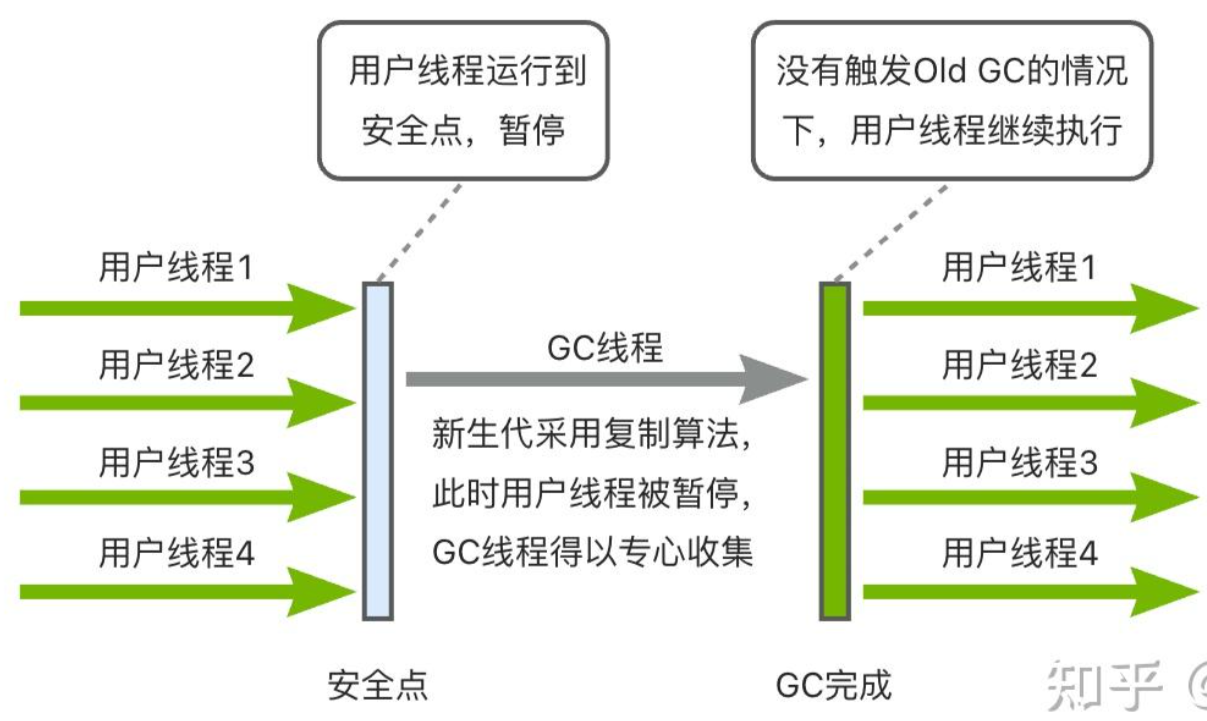 用户线程运行到
安全点，暂停
没有触发Old GC的情况
下，用户线程继续执行
用户线程1
用户线程2
用户线程3
用户线程4
GC线程
新生代采用复制算法，
此时用户线程被暂停，
GC线程得以专心收集
用户线程1
用户线程2
用户线程3
用户线程4
安全点
GC完成
知乎 @